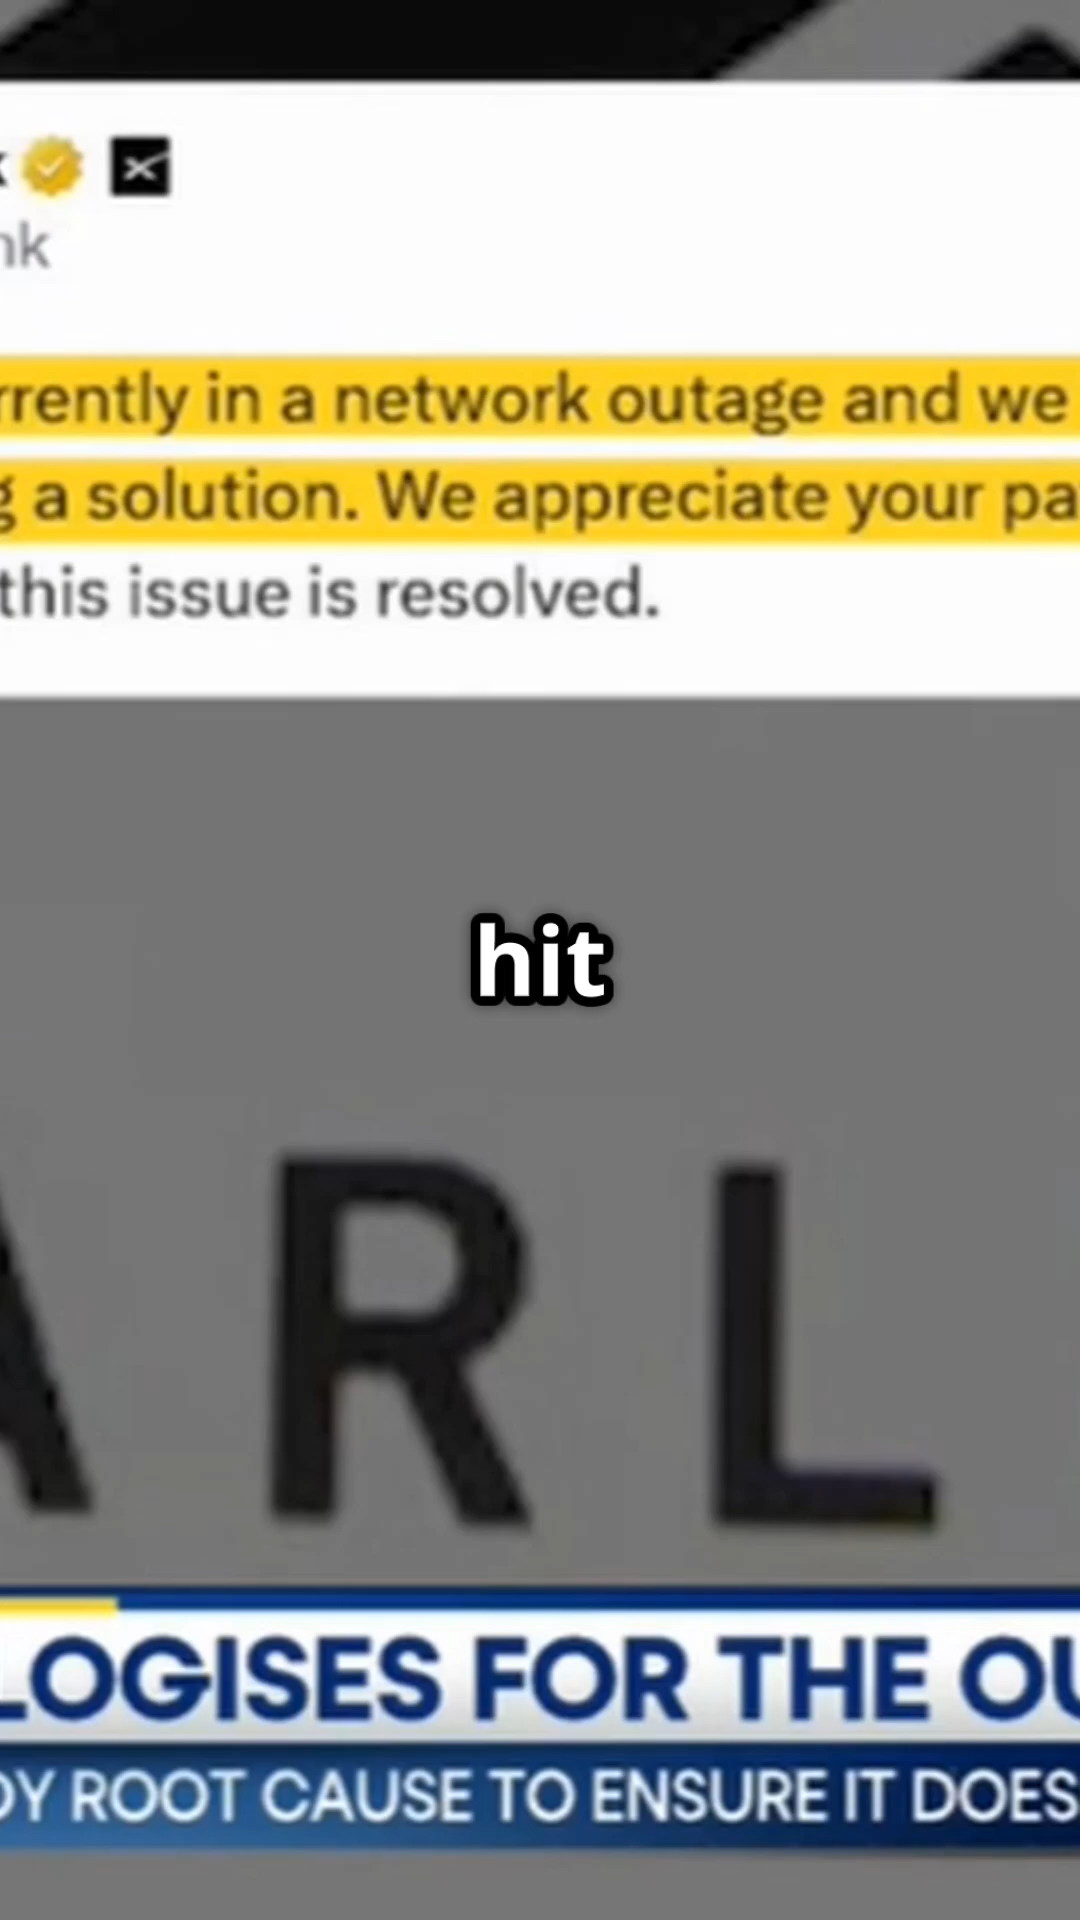 nk
rrently in a network outage and we
g a solution. We appreciate your pa
this issue is resolved.
hit
ARL
LOGISES FOR THE OU
DY ROOT CAUSE TO ENSURE IT DOES